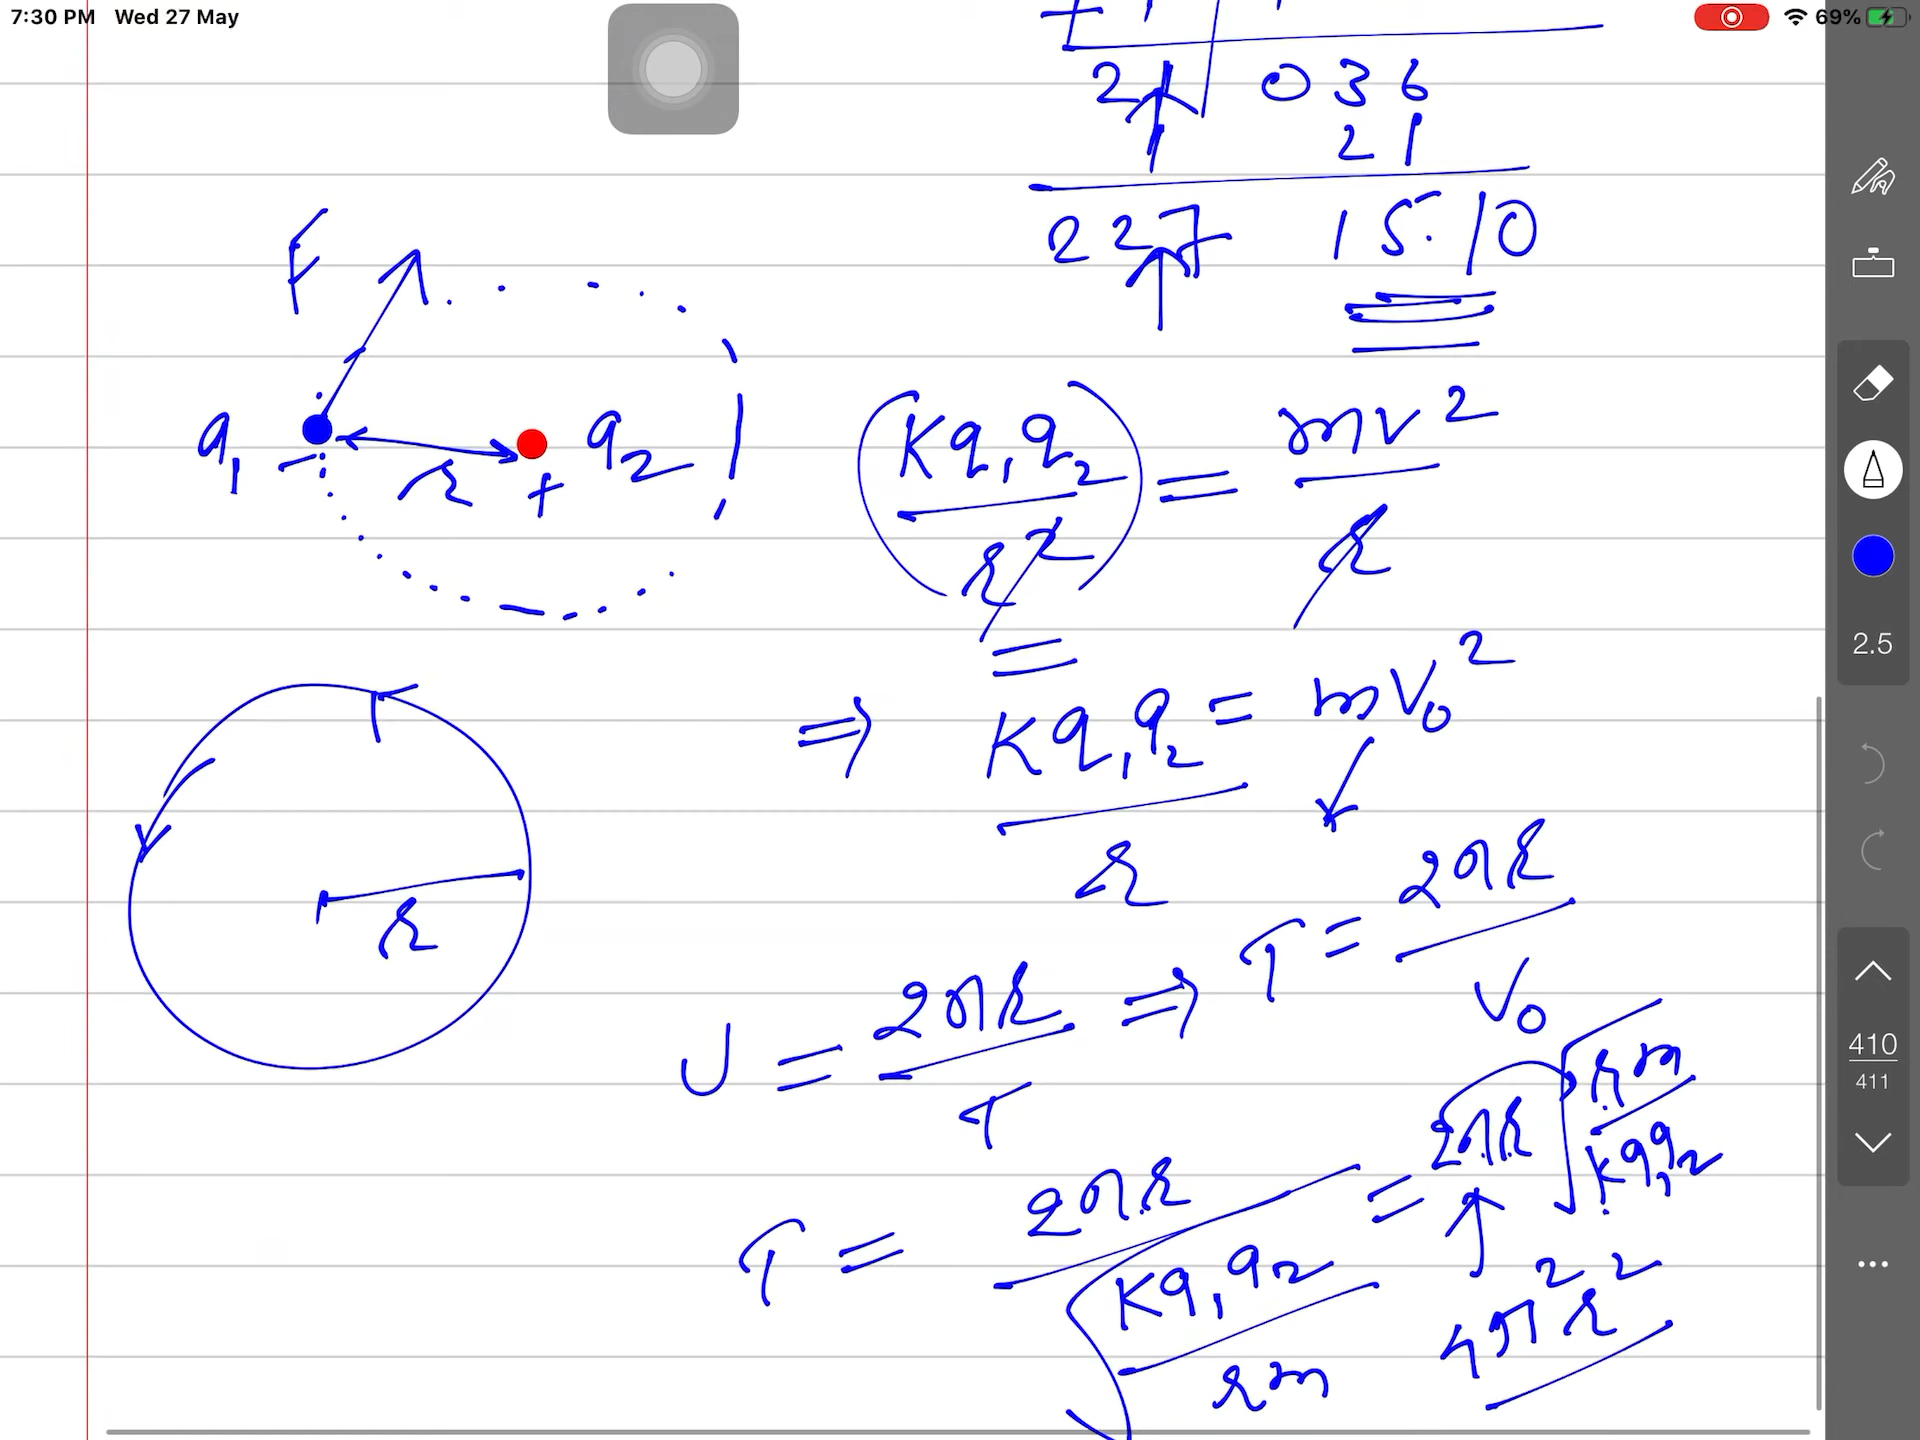 7:30 PM Wed 27 May
69%
21 036
21
227 15.10
F
q₁ - r + q₂
(Kq₁q₂/r²) = mv²/r
⇒ Kq₁q₂/r = mV₀²
r
T = 2πr/V₀
U = 2πr/T ⇒
T = 2πr/√(Kq₁q₂/rm) = 2πr√(rm/Kq₁q₂)
4π²r²
2.5
410
411